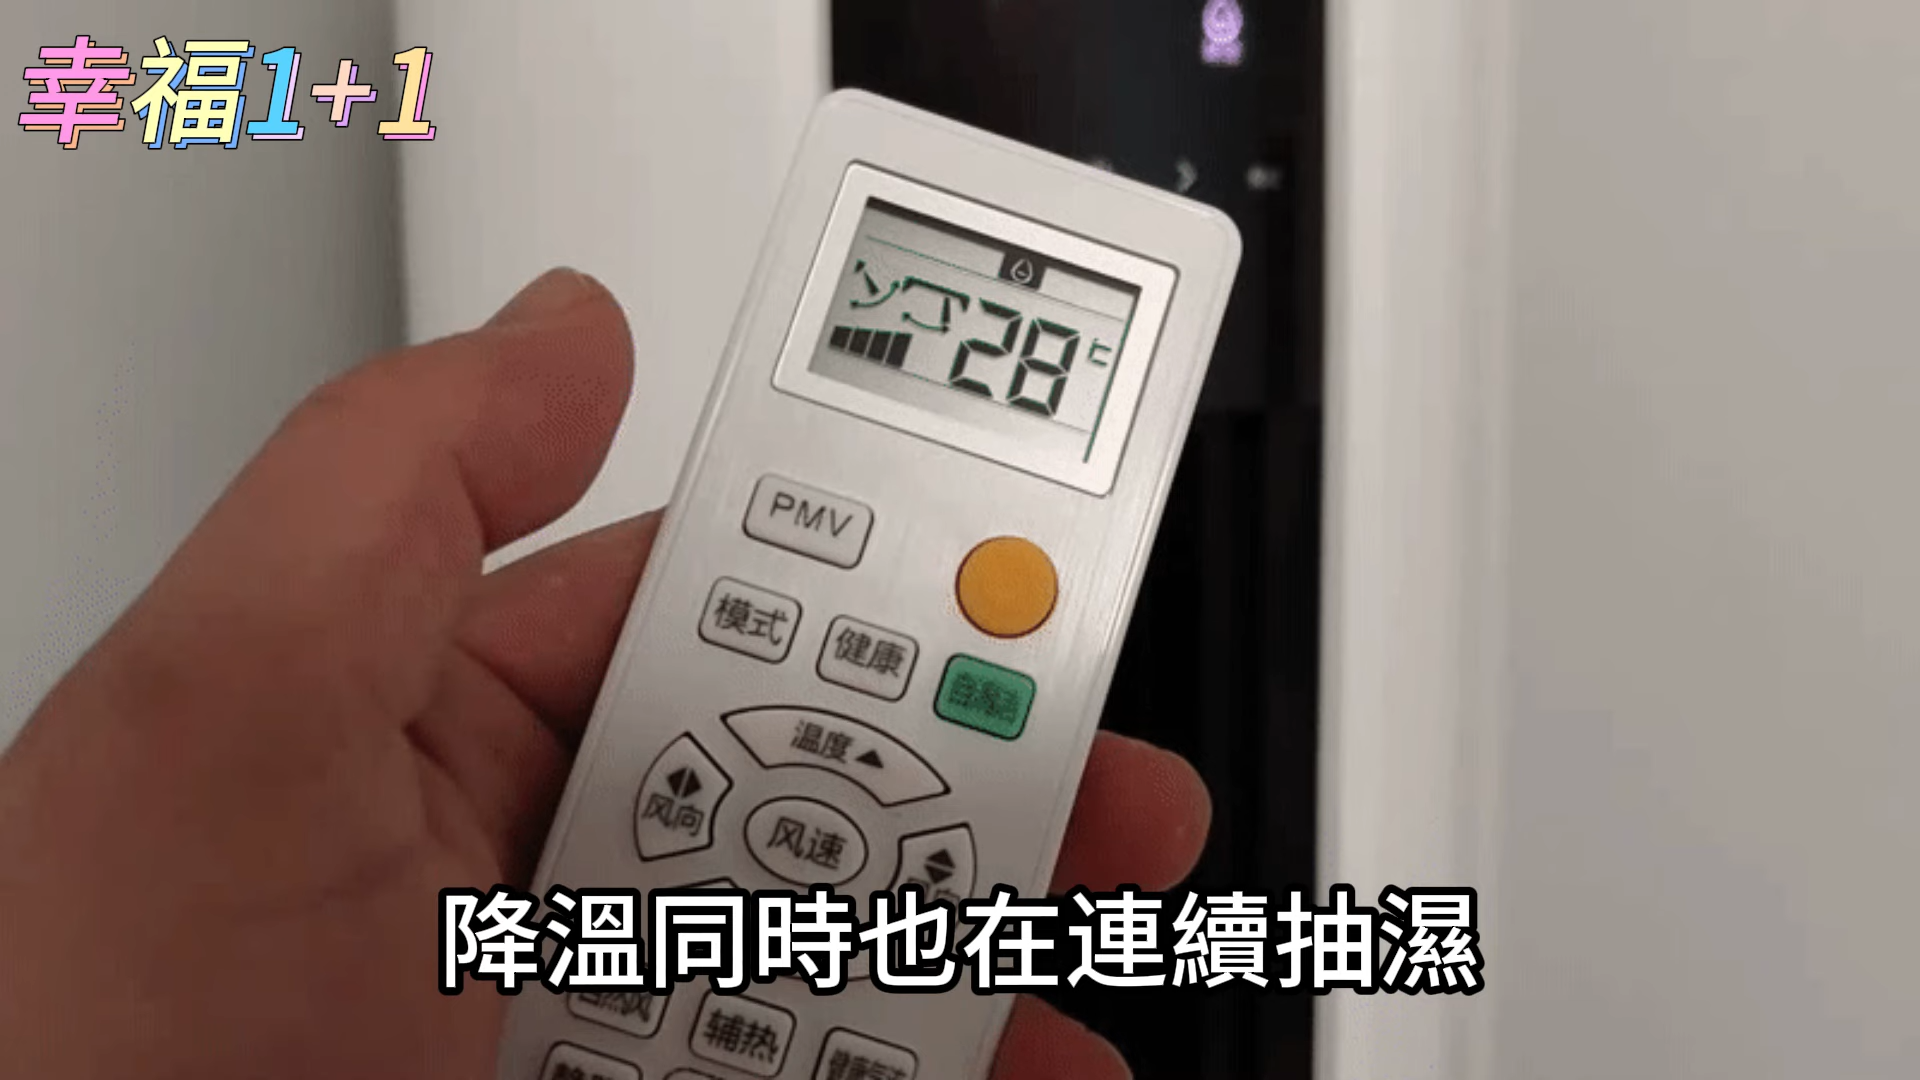 幸福1+1
28℃
PMV
模式
健康
温度▲
风向
风速
降溫同時也在連續抽濕
辅热